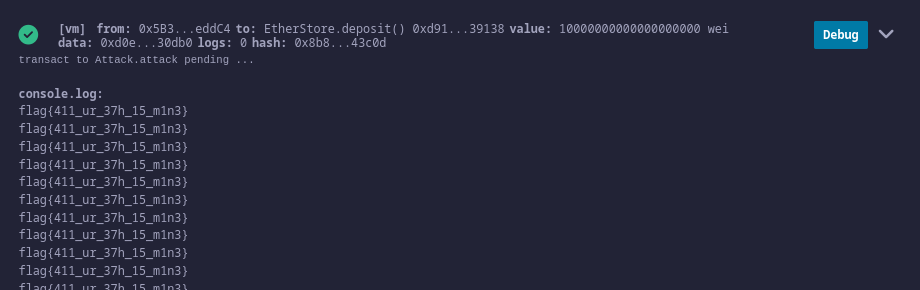 [vm] from: 0x5B3...eddC4 to: EtherStore.deposit() 0xd91...39138 value: 10000000000000000000 wei
data: 0xd0e...30db0 logs: 0 hash: 0x8b8...43c0d
Debug
transact to Attack.attack pending ...
console.log:
flag{411_ur_37h_15_m1n3}
flag{411_ur_37h_15_m1n3}
flag{411_ur_37h_15_m1n3}
flag{411_ur_37h_15_m1n3}
flag{411_ur_37h_15_m1n3}
flag{411_ur_37h_15_m1n3}
flag{411_ur_37h_15_m1n3}
flag{411_ur_37h_15_m1n3}
flag{411_ur_37h_15_m1n3}
flag{411_ur_37h_15_m1n3}
flag{411_ur_37h_15_m1n3}